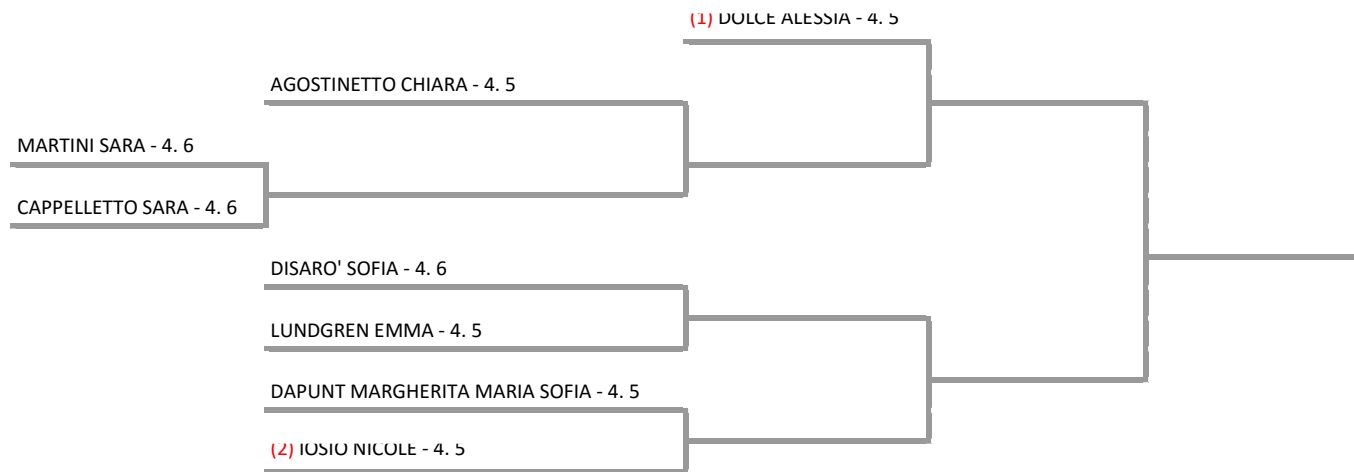 (1) DOLCE ALESSIA - 4. 5
AGOSTINETTO CHIARA - 4. 5
MARTINI SARA - 4. 6
CAPPELLETTO SARA - 4. 6
DISARO' SOFIA - 4. 6
LUNDGREN EMMA - 4. 5
DAPUNT MARGHERITA MARIA SOFIA - 4. 5
(2) IOSIO NICOLE - 4. 5